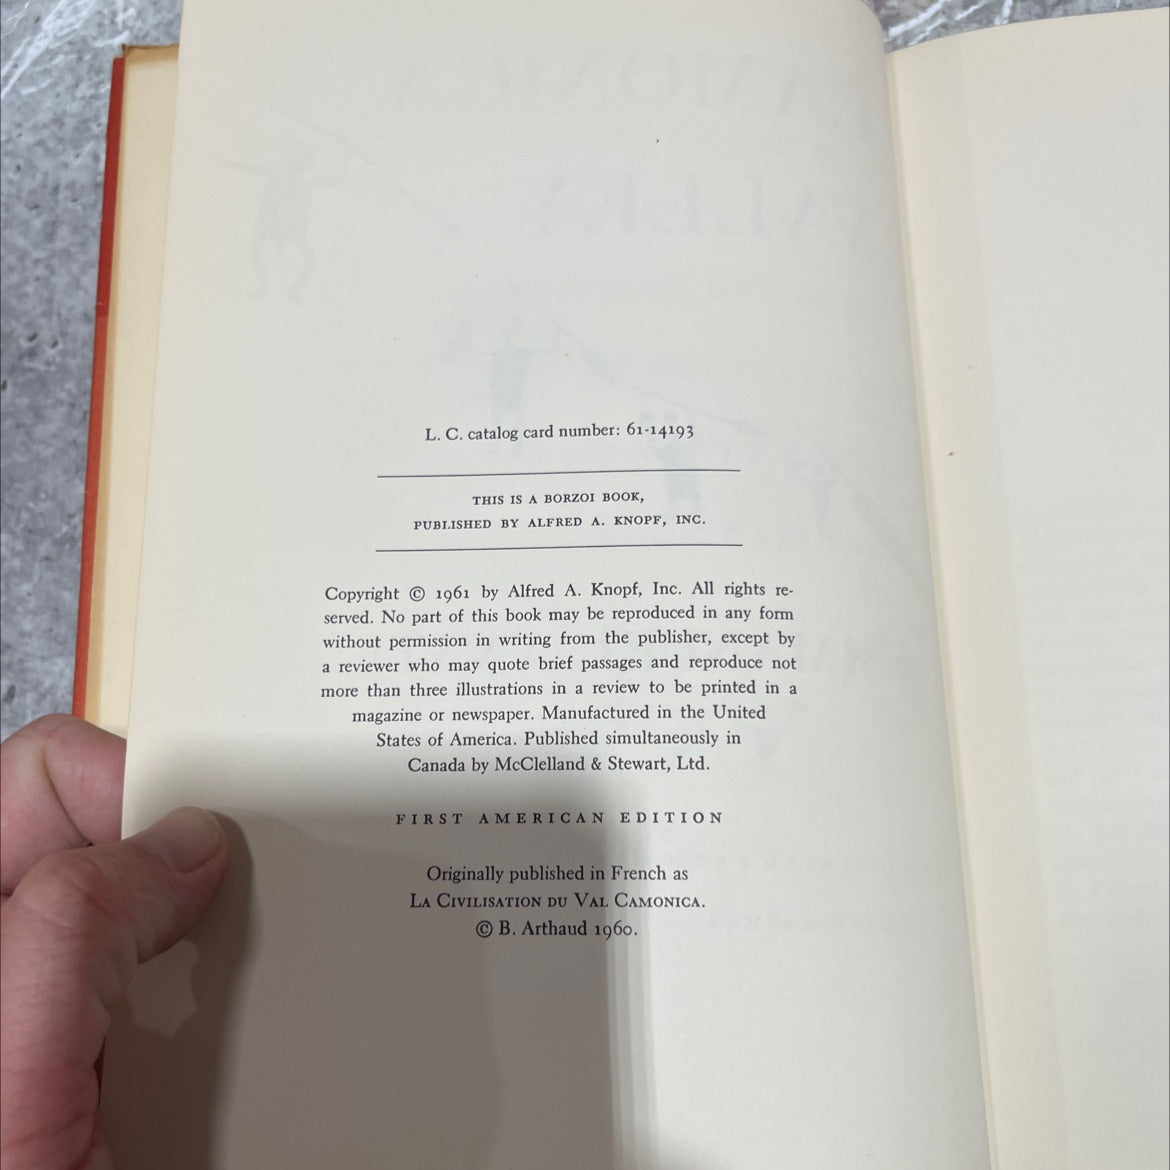 L. C. catalog card number: 61-14193
THIS IS A BORZOI BOOK,
PUBLISHED BY ALFRED A. KNOPF, INC.
Copyright © 1961 by Alfred A. Knopf, Inc. All rights re-
served. No part of this book may be reproduced in any form
without permission in writing from the publisher, except by
a reviewer who may quote brief passages and reproduce not
more than three illustrations in a review to be printed in a
magazine or newspaper. Manufactured in the United
States of America. Published simultaneously in
Canada by McClelland & Stewart, Ltd.
FIRST AMERICAN EDITION
Originally published in French as
LA CIVILISATION DU VAL CAMONICA.
© B. Arthaud 1960.